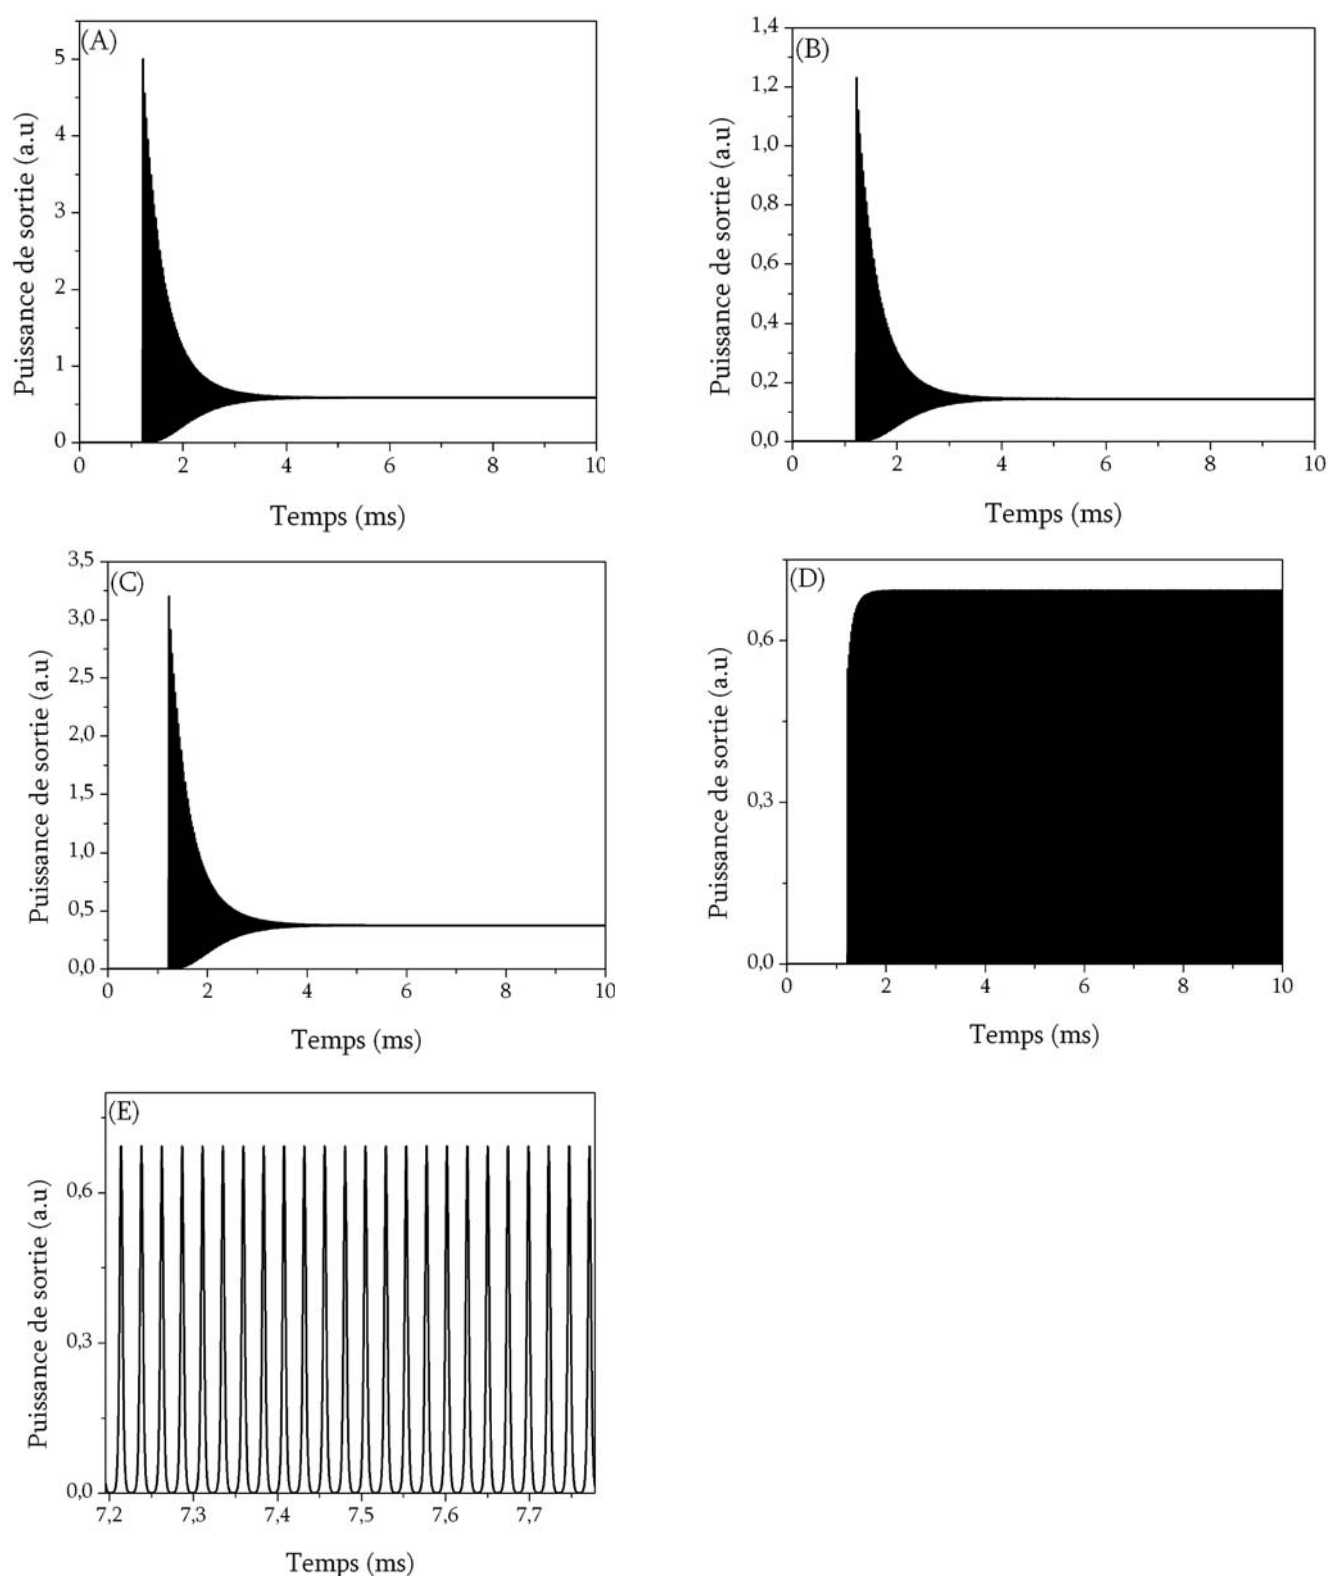 (A)
Puissance de sortie (a.u)
5
4
3
2
1
0
0 2 4 6 8 10
Temps (ms)
(B)
Puissance de sortie (a.u)
1,4
1,2
1,0
0,8
0,6
0,4
0,2
0,0
0 2 4 6 8 10
Temps (ms)
(C)
Puissance de sortie (a.u)
3,5
3,0
2,5
2,0
1,5
1,0
0,5
0,0
0 2 4 6 8 10
Temps (ms)
(D)
Puissance de sortie (a.u)
0,6
0,3
0,0
0 2 4 6 8 10
Temps (ms)
(E)
Puissance de sortie (a.u)
0,6
0,3
0,0
7,2 7,3 7,4 7,5 7,6 7,7
Temps (ms)